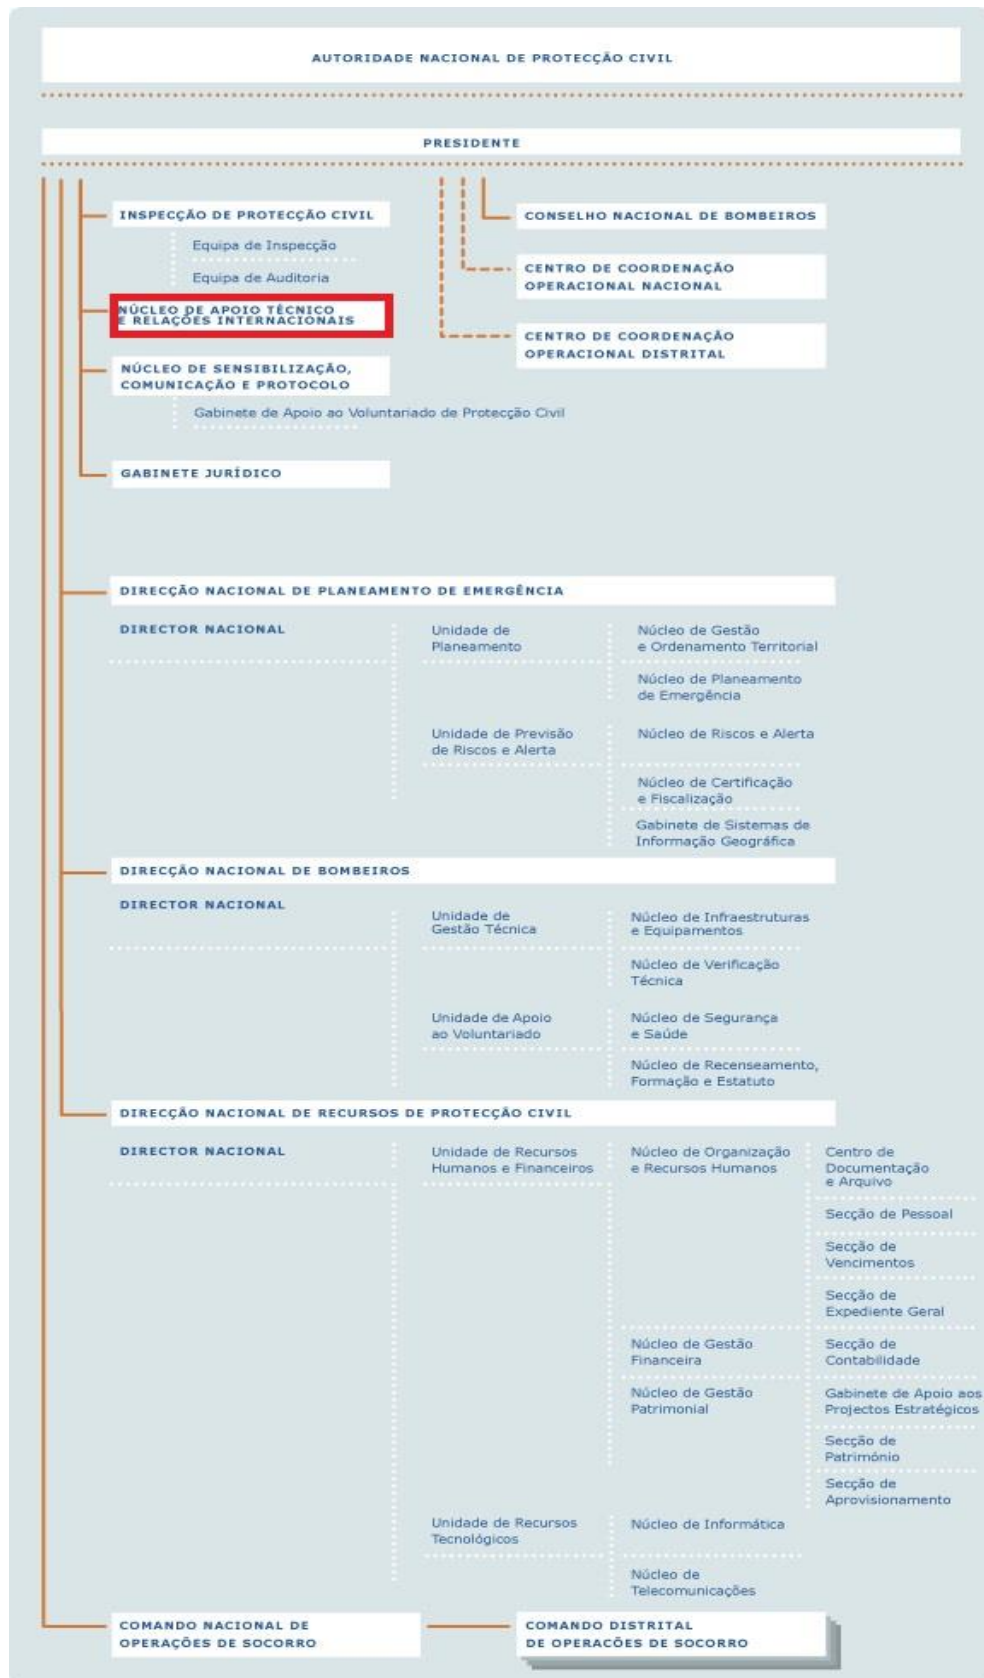 AUTORIDADE NACIONAL DE PROTECÇÃO CIVIL
PRESIDENTE
INSPECÇÃO DE PROTECÇÃO CIVIL
Equipa de Inspecção
Equipa de Auditoria
NÚCLEO DE APOIO TÉCNICO
E RELAÇÕES INTERNACIONAIS
NÚCLEO DE SENSIBILIZAÇÃO,
COMUNICAÇÃO E PROTOCOLO
Gabinete de Apoio ao Voluntariado de Protecção Civil
GABINETE JURÍDICO
CONSELHO NACIONAL DE BOMBEIROS
CENTRO DE COORDENAÇÃO
OPERACIONAL NACIONAL
CENTRO DE COORDENAÇÃO
OPERACIONAL DISTRITAL
DIRECÇÃO NACIONAL DE PLANEAMENTO DE EMERGÊNCIA
DIRECTOR NACIONAL
Unidade de
Planeamento
Núcleo de Gestão
e Ordenamento Territorial
Núcleo de Planeamento
de Emergência
Unidade de Previsão
de Riscos e Alerta
Núcleo de Riscos e Alerta
Núcleo de Certificação
e Fiscalização
Gabinete de Sistemas de
Informação Geográfica
DIRECÇÃO NACIONAL DE BOMBEIROS
DIRECTOR NACIONAL
Unidade de
Gestão Técnica
Núcleo de Infraestruturas
e Equipamentos
Núcleo de Verificação
Técnica
Unidade de Apoio
ao Voluntariado
Núcleo de Segurança
e Saúde
Núcleo de Recenseamento,
Formação e Estatuto
DIRECÇÃO NACIONAL DE RECURSOS DE PROTECÇÃO CIVIL
DIRECTOR NACIONAL
Unidade de Recursos
Humanos e Financeiros
Núcleo de Organização
e Recursos Humanos
Centro de
Documentação
e Arquivo
Secção de Pessoal
Secção de
Vencimentos
Secção de
Expediente Geral
Núcleo de Gestão
Financeira
Secção de
Contabilidade
Núcleo de Gestão
Patrimonial
Gabinete de Apoio aos
Projectos Estratégicos
Secção de
Património
Secção de
Aprovisionamento
Unidade de Recursos
Tecnológicos
Núcleo de Informática
Núcleo de
Telecomunicações
COMANDO NACIONAL DE
OPERAÇÕES DE SOCORRO
COMANDO DISTRITAL
DE OPERACÕES DE SOCORRO